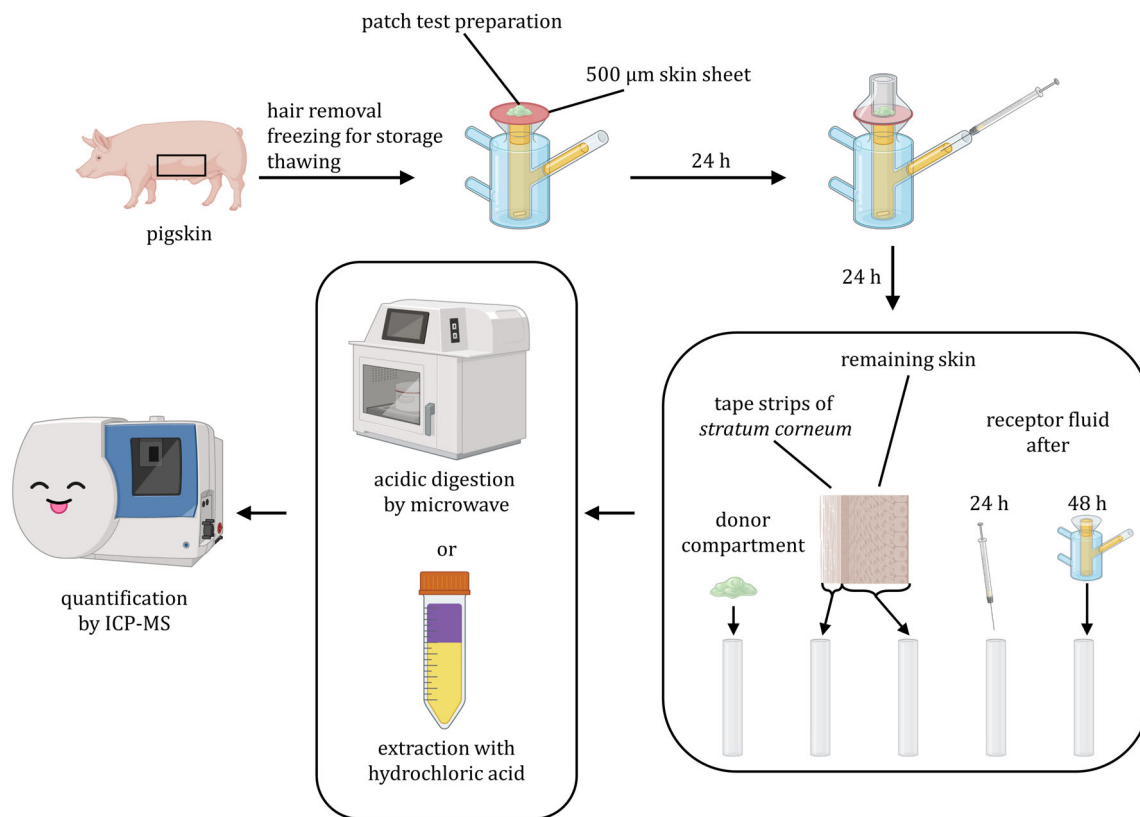 patch test preparation
500 µm skin sheet
hair removal
freezing for storage
thawing
24 h
pigskin
24 h
remaining skin
tape strips of
stratum corneum
receptor fluid
after
24 h
48 h
donor
compartment
acidic digestion
by microwave
or
extraction with
hydrochloric acid
quantification
by ICP-MS